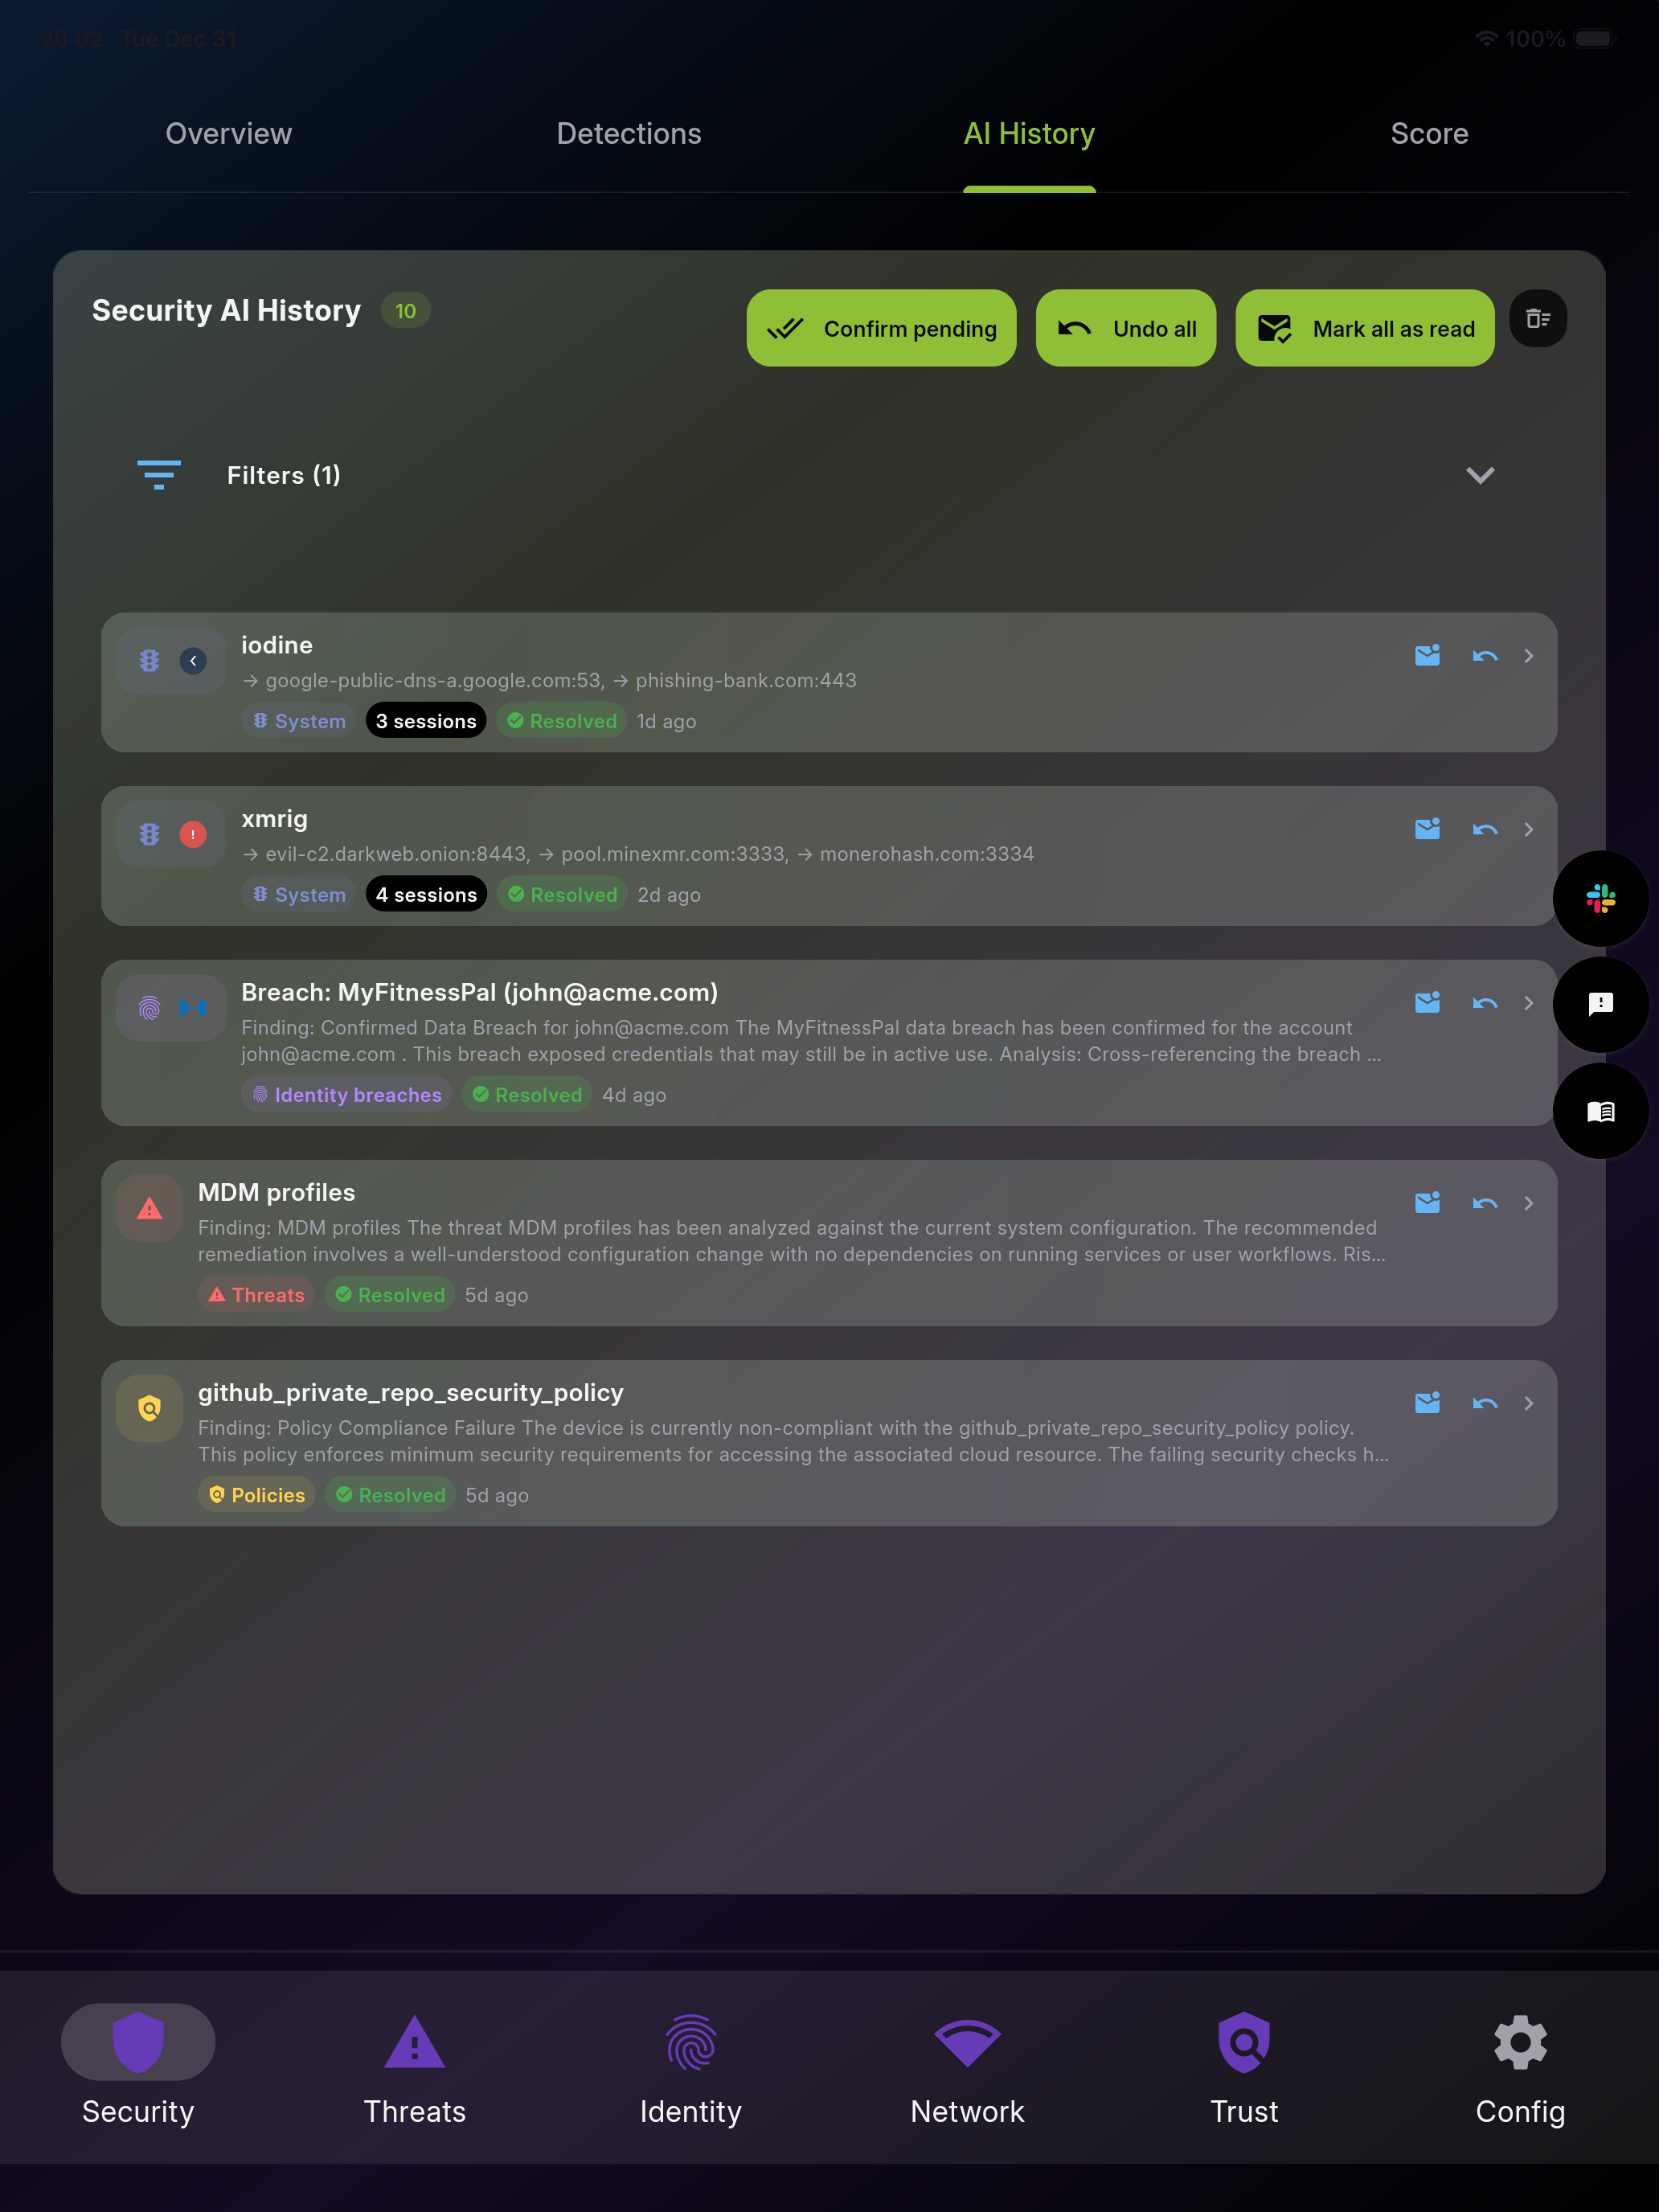 20:02 Tue Dec 31
100%
Overview Detections AI History Score
Security AI History 10
Confirm pending Undo all Mark all as read
Filters (1)
iodine
→ google-public-dns-a.google.com:53, → phishing-bank.com:443
System 3 sessions Resolved 1d ago
xmrig
→ evil-c2.darkweb.onion:8443, → pool.minexmr.com:3333, → monerohash.com:3334
System 4 sessions Resolved 2d ago
Breach: MyFitnessPal (john@acme.com)
Finding: Confirmed Data Breach for john@acme.com The MyFitnessPal data breach has been confirmed for the account
john@acme.com . This breach exposed credentials that may still be in active use. Analysis: Cross-referencing the breach ...
Identity breaches Resolved 4d ago
MDM profiles
Finding: MDM profiles The threat MDM profiles has been analyzed against the current system configuration. The recommended
remediation involves a well-understood configuration change with no dependencies on running services or user workflows. Ris...
Threats Resolved 5d ago
github_private_repo_security_policy
Finding: Policy Compliance Failure The device is currently non-compliant with the github_private_repo_security_policy policy.
This policy enforces minimum security requirements for accessing the associated cloud resource. The failing security checks h...
Policies Resolved 5d ago
Security Threats Identity Network Trust Config